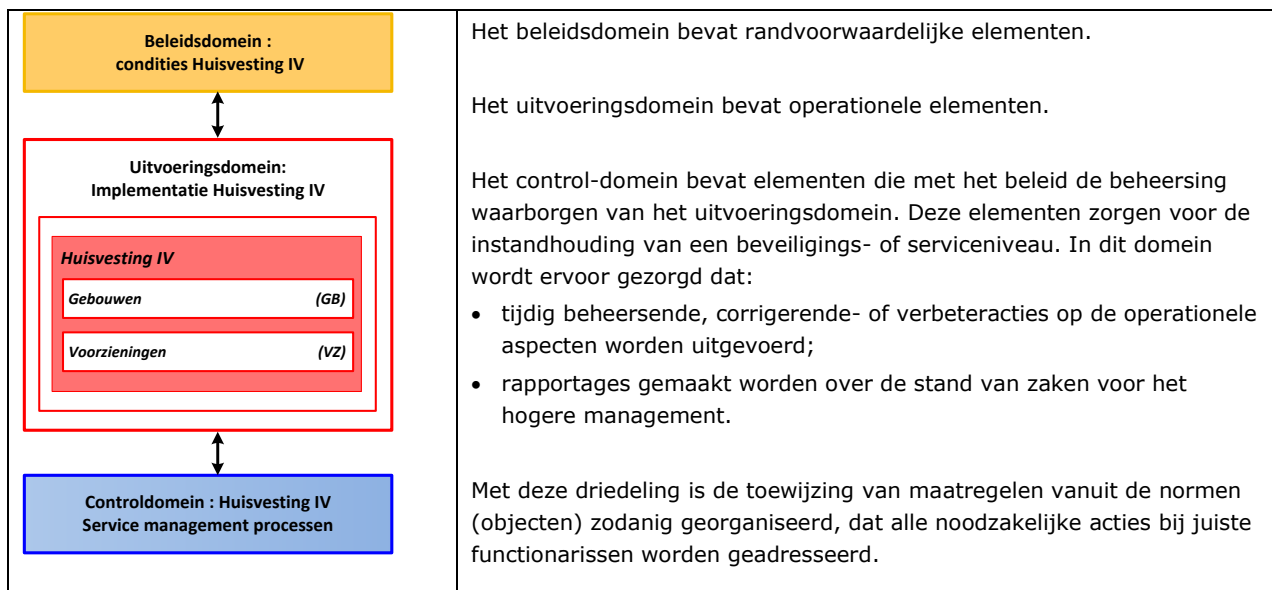 Beleidsdomein :
condities Huisvesting IV
Uitvoeringsdomein:
Implementatie Huisvesting IV
Huisvesting IV
Gebouwen (GB)
Voorzieningen (VZ)
Controldomein : Huisvesting IV
Service management processen
Het beleidsdomein bevat randvoorwaardelijke elementen.
Het uitvoeringsdomein bevat operationele elementen.
Het control-domein bevat elementen die met het beleid de beheersing
waarborgen van het uitvoeringsdomein. Deze elementen zorgen voor de
instandhouding van een beveiligings- of serviceniveau. In dit domein
wordt ervoor gezorgd dat:
• tijdig beheersende, corrigerende- of verbeteracties op de operationele
aspecten worden uitgevoerd;
• rapportages gemaakt worden over de stand van zaken voor het
hogere management.
Met deze driedeling is de toewijzing van maatregelen vanuit de normen
(objecten) zodanig georganiseerd, dat alle noodzakelijke acties bij juiste
functionarissen worden geadresseerd.